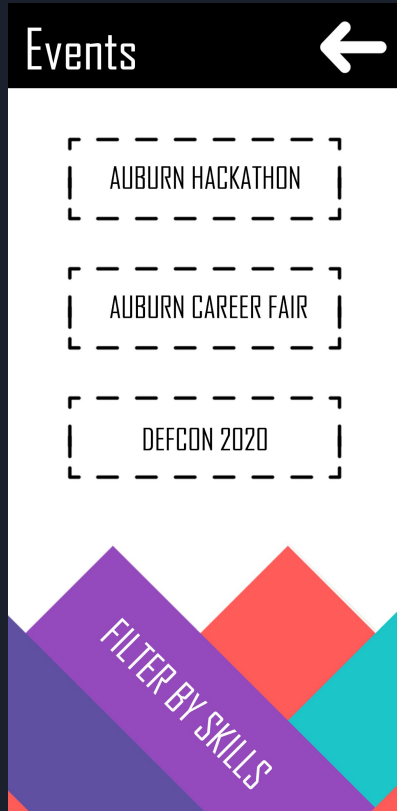 Events
AUBURN HACKATHON
AUBURN CAREER FAIR
DEFCON 2020
FILTER BY SKILLS